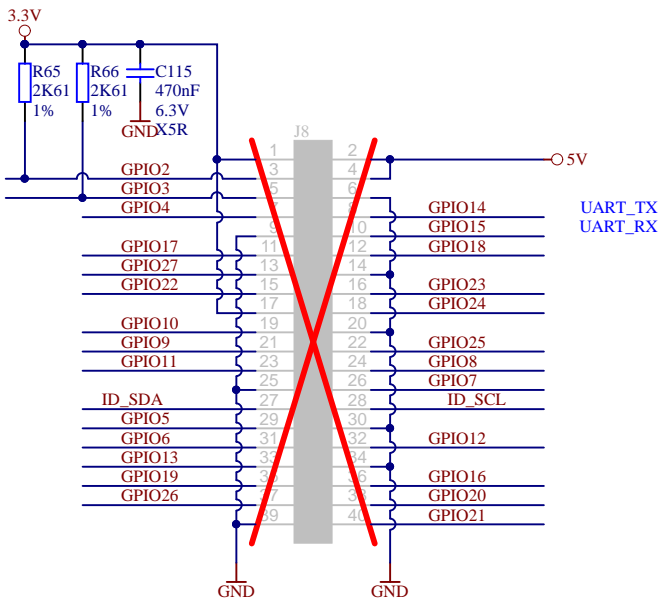 3.3V
R65 R66 C115
2K61 2K61 470nF
1% 1% 6.3V
GND X5R
J8
1 2 5V
GPIO2 3 4
GPIO3 5 6
GPIO4 8 GPIO14 UART_TX
9 10 GPIO15 UART_RX
GPIO17 11 12 GPIO18
GPIO27 13 14
GPIO22 15 16 GPIO23
17 18 GPIO24
GPIO10 19 20
GPIO9 21 22 GPIO25
GPIO11 23 24 GPIO8
25 26 GPIO7
ID_SDA 27 28 ID_SCL
GPIO5 29 30
GPIO6 31 32 GPIO12
GPIO13 33 34
GPIO19 35 36 GPIO16
GPIO26 37 38 GPIO20
39 40 GPIO21
GND GND